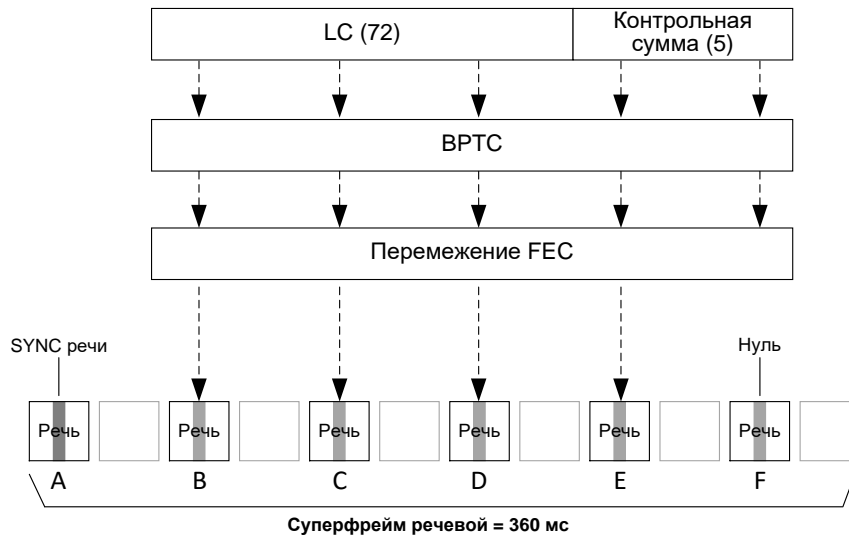 LC (72)
Контрольная
сумма (5)
BPTC
Перемежение FEC
SYNC речи
Нуль
Речь Речь Речь Речь Речь Речь
A B C D E F
Суперфрейм речевой = 360 мс